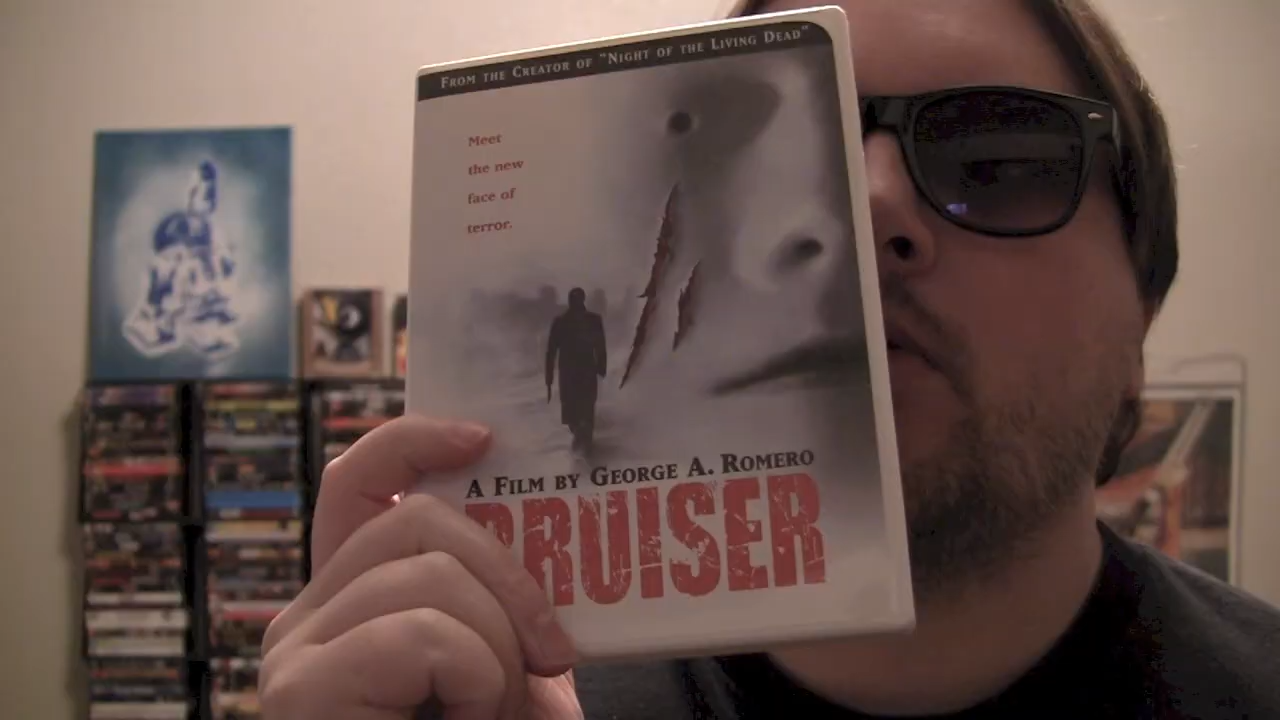 FROM THE CREATOR OF "NIGHT OF THE LIVING DEAD"
Meet
the new
face of
terror.
A FILM BY GEORGE A. ROMERO
BRUISER